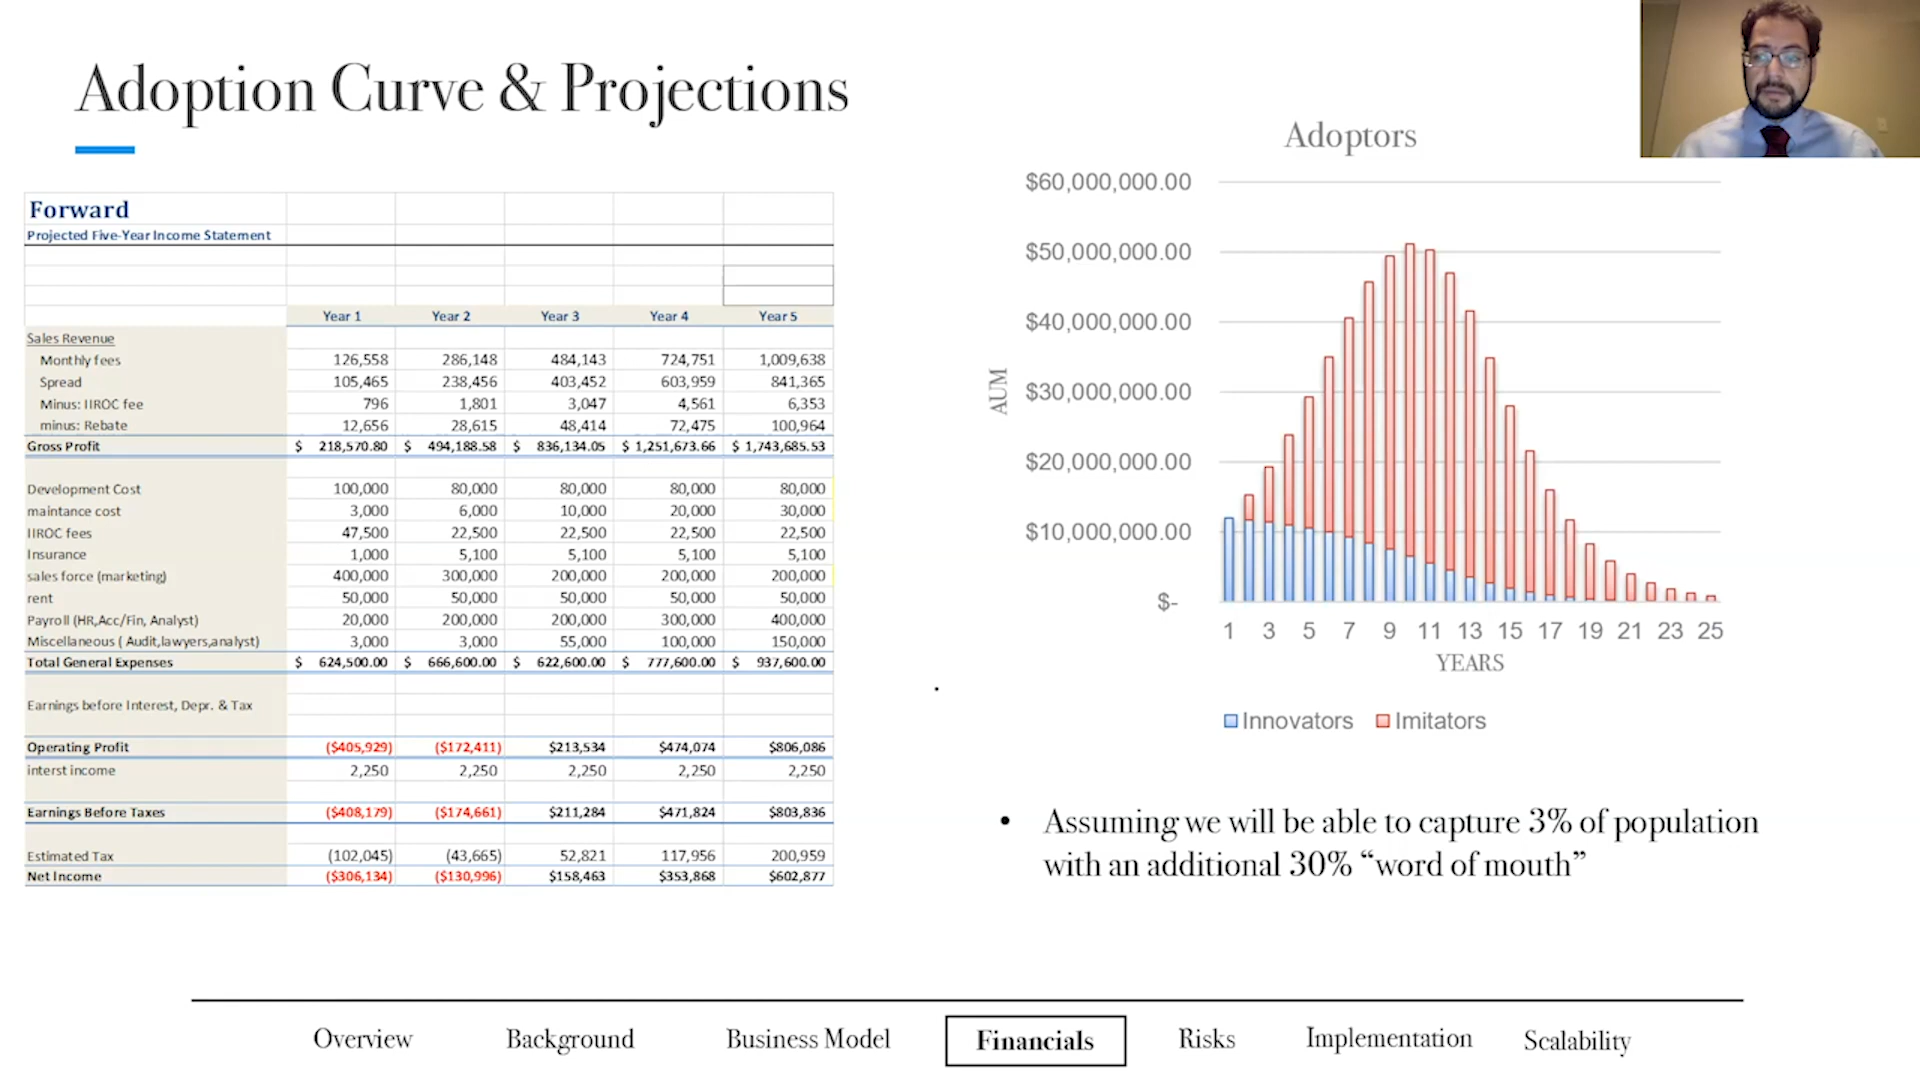 Adoption Curve & Projections
Forward
Projected Five-Year Income Statement
Year 1 Year 2 Year 3 Year 4 Year 5
Sales Revenue
Monthly fees 126,558 286,148 484,143 724,751 1,009,638
Spread 105,465 238,456 403,452 603,959 841,365
Minus: IIROC fee 796 1,801 3,047 4,561 6,353
minus: Rebate 12,656 28,615 48,414 72,475 100,964
Gross Profit $ 218,570.80 $ 494,188.58 $ 836,134.05 $ 1,251,673.66 $ 1,743,685.53
Development Cost 100,000 80,000 80,000 80,000 80,000
maintance cost 3,000 6,000 10,000 20,000 30,000
IIROC fees 47,500 22,500 22,500 22,500 22,500
Insurance 1,000 5,100 5,100 5,100 5,100
sales force (marketing) 400,000 300,000 200,000 200,000 200,000
rent 50,000 50,000 50,000 50,000 50,000
Payroll (HR,Acc/Fin, Analyst) 20,000 200,000 200,000 300,000 400,000
Miscellaneous ( Audit,lawyers,analyst) 3,000 3,000 55,000 100,000 150,000
Total General Expenses $ 624,500.00 $ 666,600.00 $ 622,600.00 $ 777,600.00 $ 937,600.00
Earnings before Interest, Depr. & Tax
Operating Profit ($405,929) ($172,411) $213,534 $474,074 $806,086
interst income 2,250 2,250 2,250 2,250 2,250
Earnings Before Taxes ($408,179) ($174,661) $211,284 $471,824 $803,836
Estimated Tax (102,045) (43,665) 52,821 117,956 200,959
Net Income ($306,134) ($130,996) $158,463 $353,868 $602,877
Adoptors
$60,000,000.00
$50,000,000.00
$40,000,000.00
$30,000,000.00
$20,000,000.00
$10,000,000.00
$-
AUM
1 3 5 7 9 11 13 15 17 19 21 23 25
YEARS
Innovators Imitators
• Assuming we will be able to capture 3% of population
with an additional 30% “word of mouth”
Overview Background Business Model Financials Risks Implementation Scalability